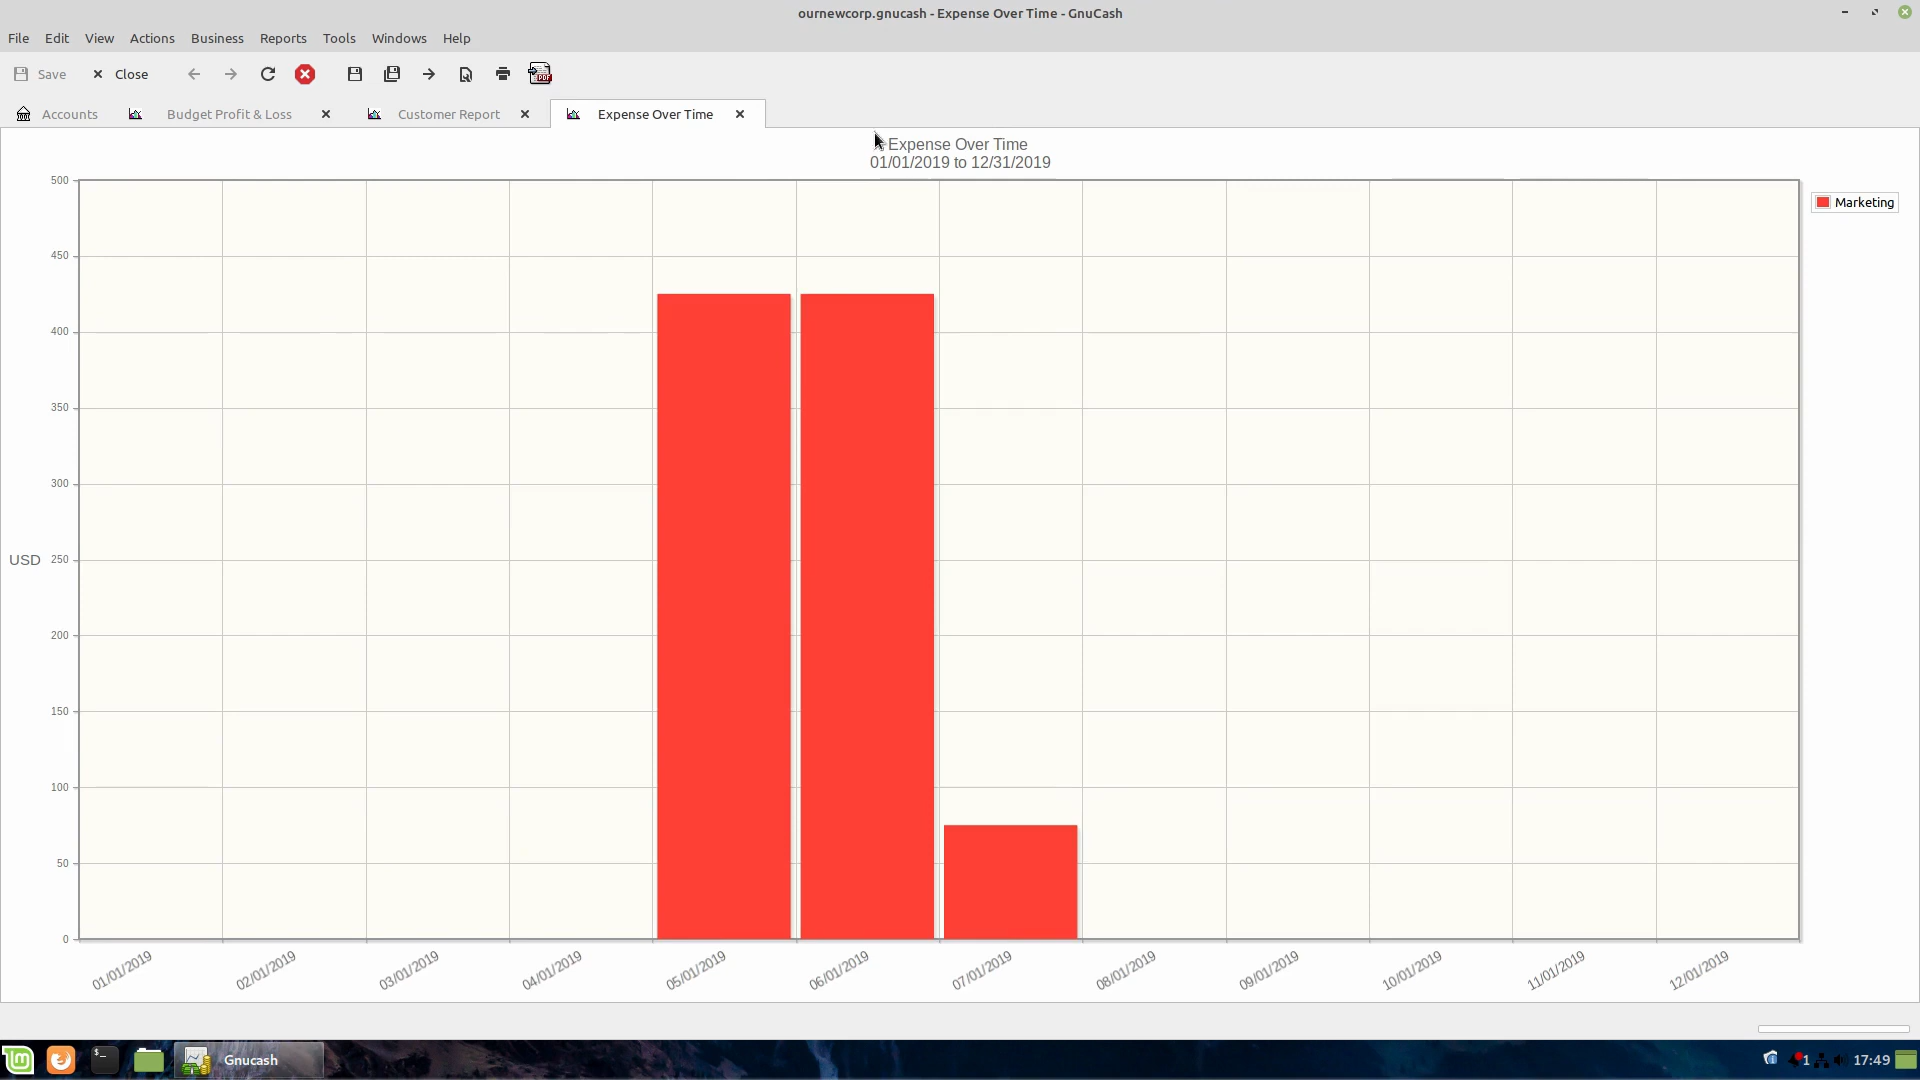 ournewcorp.gnucash - Expense Over Time - GnuCash
File Edit View Actions Business Reports Tools Windows Help
Save Close
PDF
Accounts Budget Profit & Loss Customer Report Expense Over Time
Expense Over Time
01/01/2019 to 12/31/2019
Marketing
500
450
400
350
300
250
200
150
100
50
0
USD
01/01/2019 02/01/2019 03/01/2019 04/01/2019 05/01/2019 06/01/2019 07/01/2019 08/01/2019 09/01/2019 10/01/2019 11/01/2019 12/01/2019
Gnucash 1 17:49